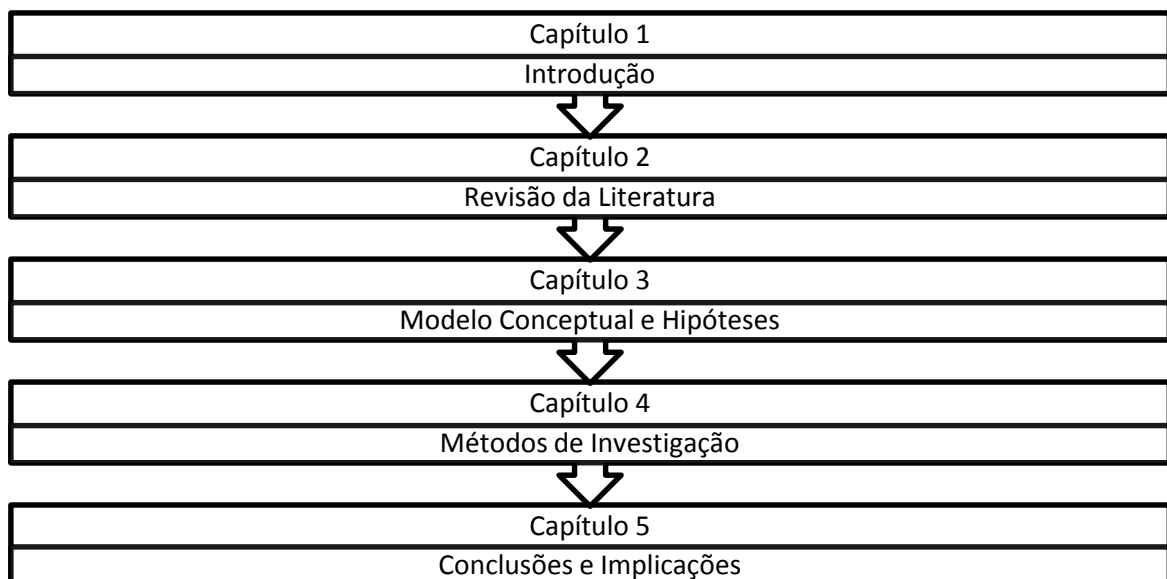 Capítulo 1
Introdução
Capítulo 2
Revisão da Literatura
Capítulo 3
Modelo Conceptual e Hipóteses
Capítulo 4
Métodos de Investigação
Capítulo 5
Conclusões e Implicações